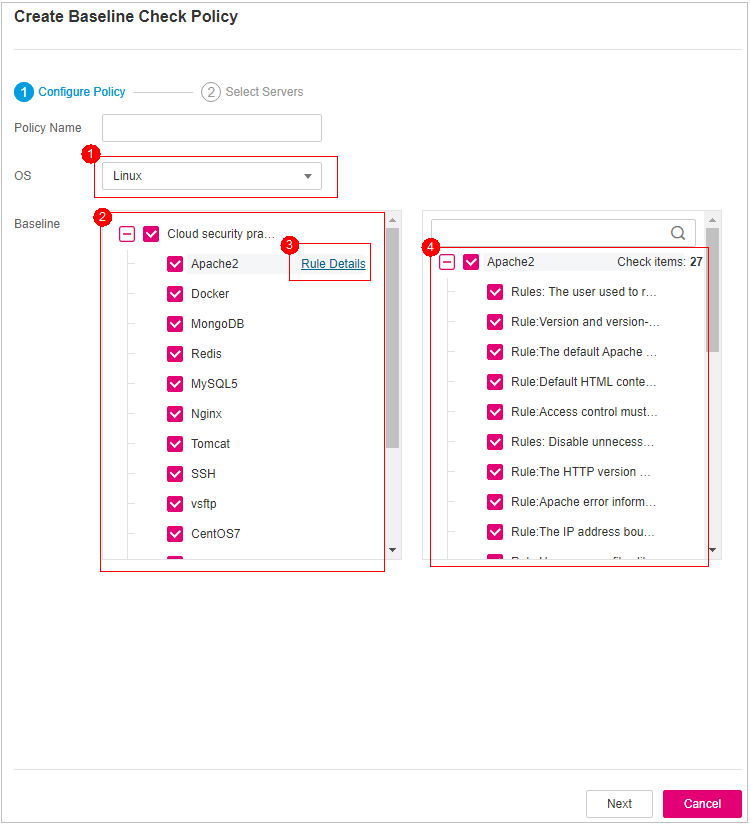 Create Baseline Check Policy
1 Configure Policy 2 Select Servers
Policy Name
1
OS Linux
Baseline
2
Cloud security pra...
3
Apache2 Rule Details
Docker
MongoDB
Redis
MySQL5
Nginx
Tomcat
SSH
vsftp
CentOS7
4
Apache2 Check items: 27
Rules: The user used to r...
Rule:Version and version-...
Rule:The default Apache ...
Rule:Default HTML conte...
Rule:Access control must...
Rules: Disable unnecess...
Rule:The HTTP version ...
Rule:Apache error inform...
Rule:The IP address bou...
Next Cancel